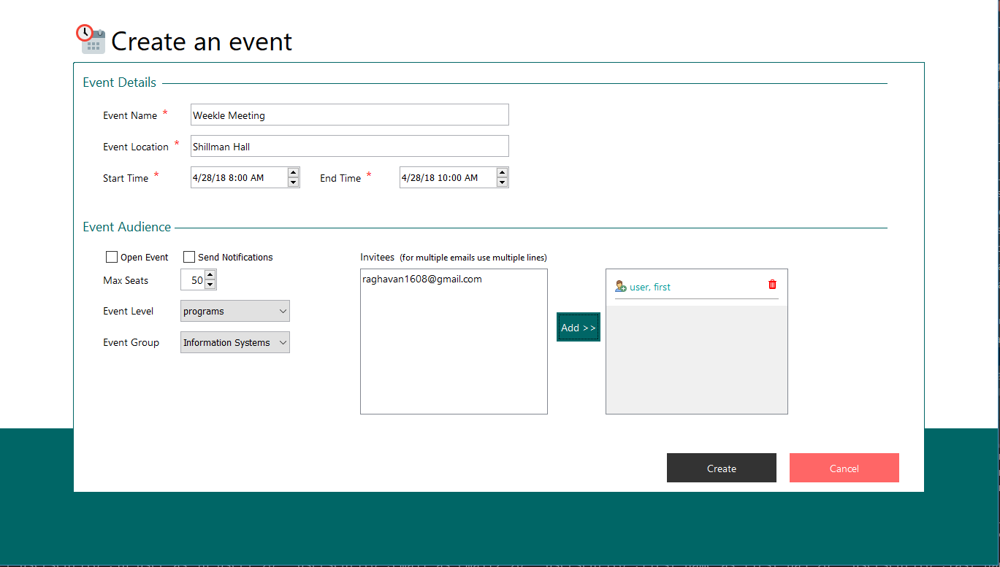 Create an event
Event Details
Event Name *
Weekle Meeting
Event Location *
Shillman Hall
Start Time *
4/28/18 8:00 AM
End Time *
4/28/18 10:00 AM
Event Audience
Open Event
Send Notifications
Max Seats
50
Event Level
programs
Event Group
Information Systems
Invitees (for multiple emails use multiple lines)
raghavan1608@gmail.com
Add >>
user, first
Create
Cancel